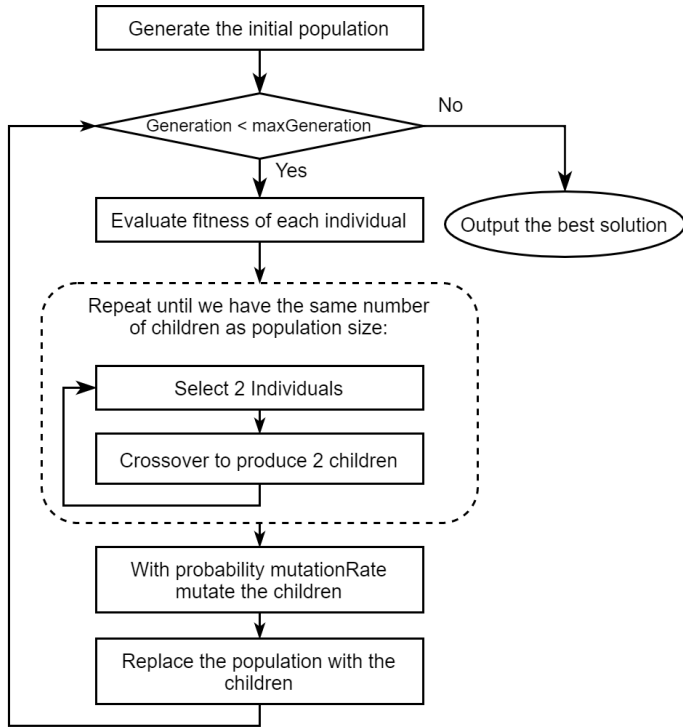 Generate the initial population
Generation < maxGeneration
No
Yes
Evaluate fitness of each individual
Output the best solution
Repeat until we have the same number
of children as population size:
Select 2 Individuals
Crossover to produce 2 children
With probability mutationRate
mutate the children
Replace the population with the
children